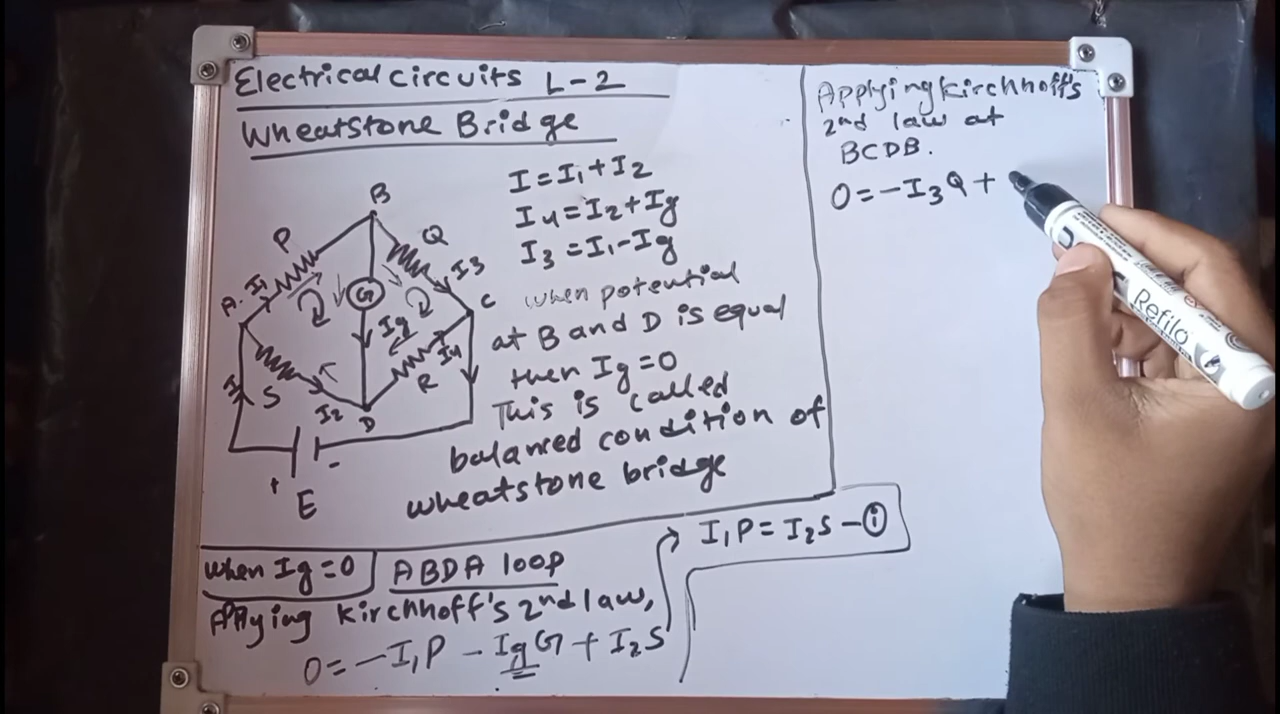 Electrical Circuits L-2
Wheatstone Bridge
I = I₁ + I₂
I₄ = I₂ + Ig
I₃ = I₁ - Ig
when potential
at B and D is equal
then Ig = 0
This is called
balanced condition of
wheatstone bridge
B
P
Q
A
I₁
I₃
G
C
Ig
I₄
R
I
S
I₂
D
+
-
E
when Ig = 0
ABDA loop
Applying Kirchhoff's 2nd law,
0 = -I₁P - IgG + I₂S
I₁P = I₂S - (i)
Applying Kirchhoff's
2nd law at
BCDB.
0 = -I₃Q +
Refilo